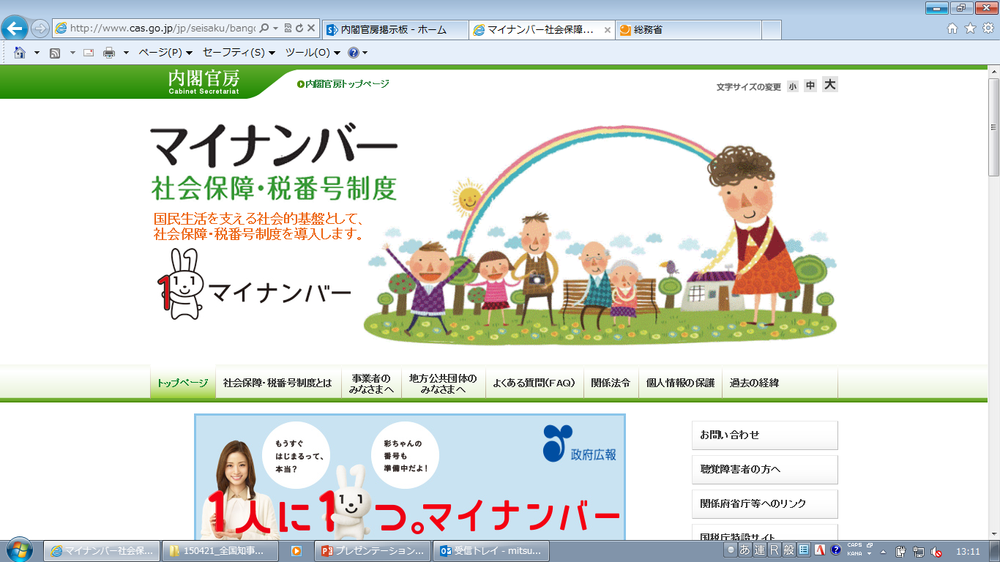 http://www.cas.go.jp/jp/seisaku/bango
内閣官房掲示板 - ホーム
マイナンバー社会保障...
総務省
ページ(P)
セーフティ(S)
ツール(O)
内閣官房
Cabinet Secretariat
内閣官房トップページ
文字サイズの変更 小 中 大
マイナンバー
社会保障・税番号制度
国民生活を支える社会的基盤として、
社会保障・税番号制度を導入します。
マイナンバー
トップページ
社会保障・税番号制度とは
事業者の
みなさまへ
地方公共団体の
みなさまへ
よくある質問(FAQ)
関係法令
個人情報の保護
過去の経緯
もうすぐ
はじまるって、
本当?
彩ちゃんの
番号も
準備中だよ!
政府広報
1人に1つ。マイナンバー
お問い合わせ
聴覚障害者の方へ
関係府省庁等へのリンク
国税庁特設サイト
マイナンバー社会保...
150421_全国知事...
プレゼンテーション...
受信トレイ - mitsu...
あ 連 R 般
CAPS
KANA
13:11